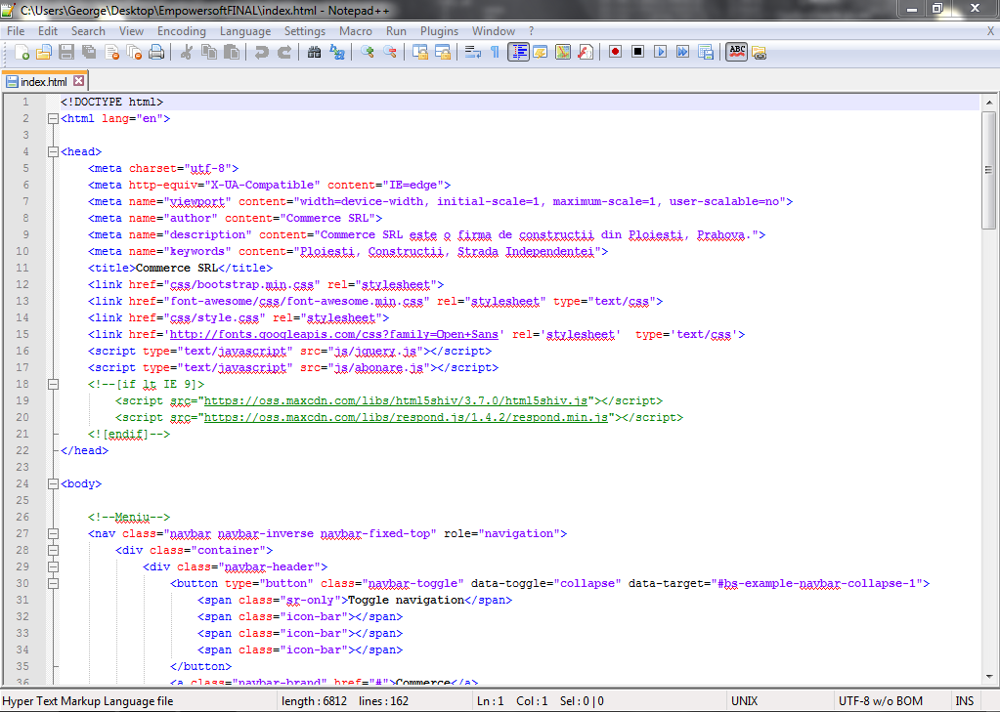 C:\Users\George\Desktop\EmpowersoftFINAL\index.html - Notepad++
File Edit Search View Encoding Language Settings Macro Run Plugins Window ? X
ABC
index.html
1 <!DOCTYPE html>
2 <html lang="en">
3
4 <head>
5 <meta charset="utf-8">
6 <meta http-equiv="X-UA-Compatible" content="IE=edge">
7 <meta name="viewport" content="width=device-width, initial-scale=1, maximum-scale=1, user-scalable=no">
8 <meta name="author" content="Commerce SRL">
9 <meta name="description" content="Commerce SRL este o firma de constructii din Ploiesti, Prahova.">
10 <meta name="keywords" content="Ploiesti, Constructii, Strada Independentei">
11 <title>Commerce SRL</title>
12 <link href="css/bootstrap.min.css" rel="stylesheet">
13 <link href="font-awesome/css/font-awesome.min.css" rel="stylesheet" type="text/css">
14 <link href="css/style.css" rel="stylesheet">
15 <link href='http://fonts.googleapis.com/css?family=Open+Sans' rel='stylesheet'  type='text/css'>
16 <script type="text/javascript" src="js/jquery.js"></script>
17 <script type="text/javascript" src="js/abonare.js"></script>
18 <!--[if lt IE 9]>
19 <script src="https://oss.maxcdn.com/libs/html5shiv/3.7.0/html5shiv.js"></script>
20 <script src="https://oss.maxcdn.com/libs/respond.js/1.4.2/respond.min.js"></script>
21 <![endif]-->
22 </head>
23
24 <body>
25
26 <!--Meniu-->
27 <nav class="navbar navbar-inverse navbar-fixed-top" role="navigation">
28 <div class="container">
29 <div class="navbar-header">
30 <button type="button" class="navbar-toggle" data-toggle="collapse" data-target="#bs-example-navbar-collapse-1">
31 <span class="sr-only">Toggle navigation</span>
32 <span class="icon-bar"></span>
33 <span class="icon-bar"></span>
34 <span class="icon-bar"></span>
35 </button>
36 <a class="navbar-brand" href="#">Commerce</a>
Hyper Text Markup Language file length : 6812 lines : 162 Ln : 1 Col : 1 Sel : 0 | 0 UNIX UTF-8 w/o BOM INS